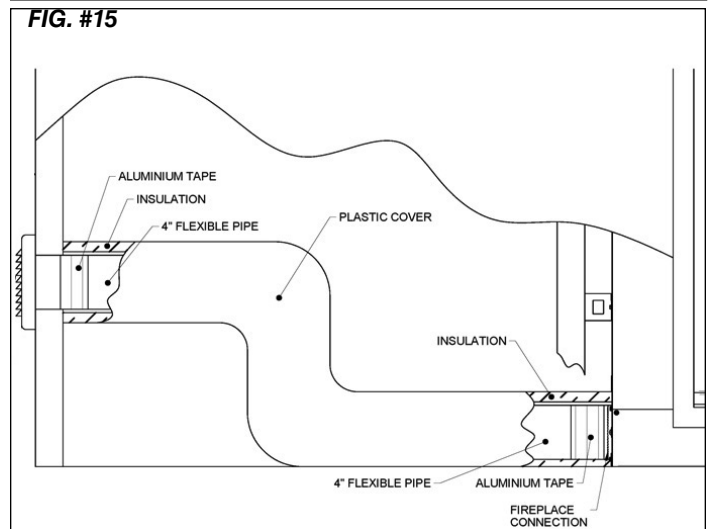 FIG. #15
ALUMINIUM TAPE
INSULATION
4" FLEXIBLE PIPE
PLASTIC COVER
INSULATION
4" FLEXIBLE PIPE
ALUMINIUM TAPE
FIREPLACE
CONNECTION